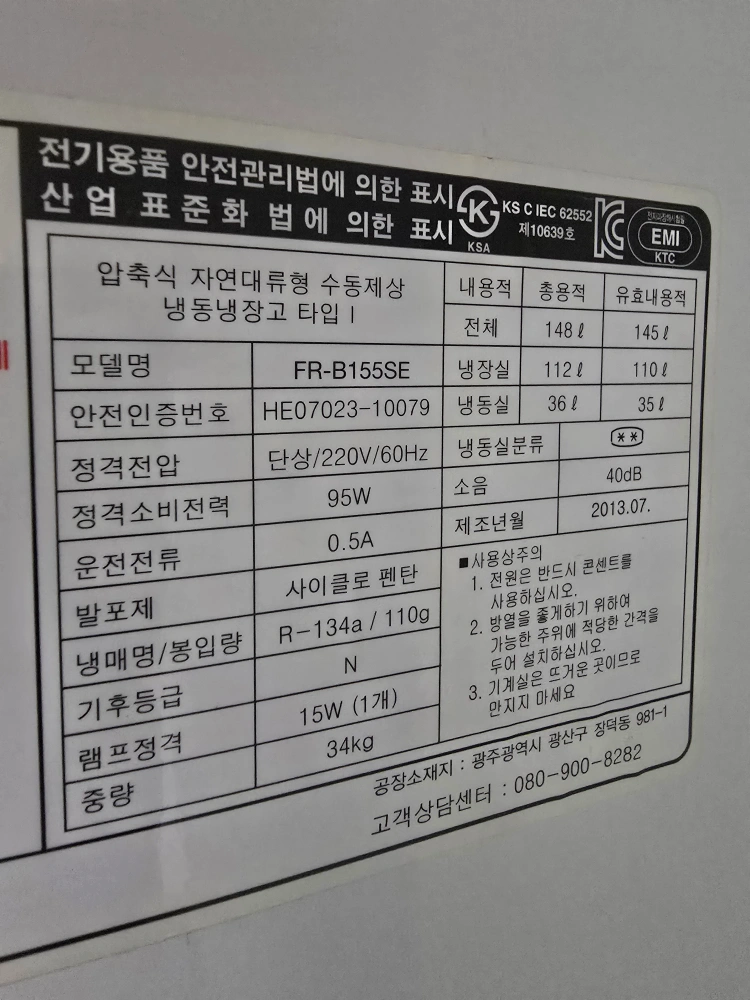 전기용품 안전관리법에 의한 표시
산업 표준화 법에 의한 표시
K
KSA
KS C IEC 62552
제10639호
EMI
KTC
압축식 자연대류형 수동제상
냉동냉장고 타입 I
모델명 FR-B155SE
안전인증번호 HE07023-10079
정격전압 단상/220V/60Hz
정격소비전력 95W
운전전류 0.5A
발포제 사이클로 펜탄
냉매명/봉입량 R-134a / 110g
기후등급 N
램프정격 15W (1개)
중량 34kg
내용적 총용적 유효내용적
전체 148ℓ 145ℓ
냉장실 112ℓ 110ℓ
냉동실 36ℓ 35ℓ
냉동실분류 (**)
소음 40dB
제조년월 2013.07.
■사용상주의
1. 전원은 반드시 콘센트를
사용하십시오.
2. 방열을 좋게하기 위하여
가능한 주위에 적당한 간격을
두어 설치하십시오.
3. 기계실은 뜨거운 곳이므로
만지지 마세요
공장소재지 : 광주광역시 광산구 장덕동 981-1
고객상담센터 : 080-900-8282